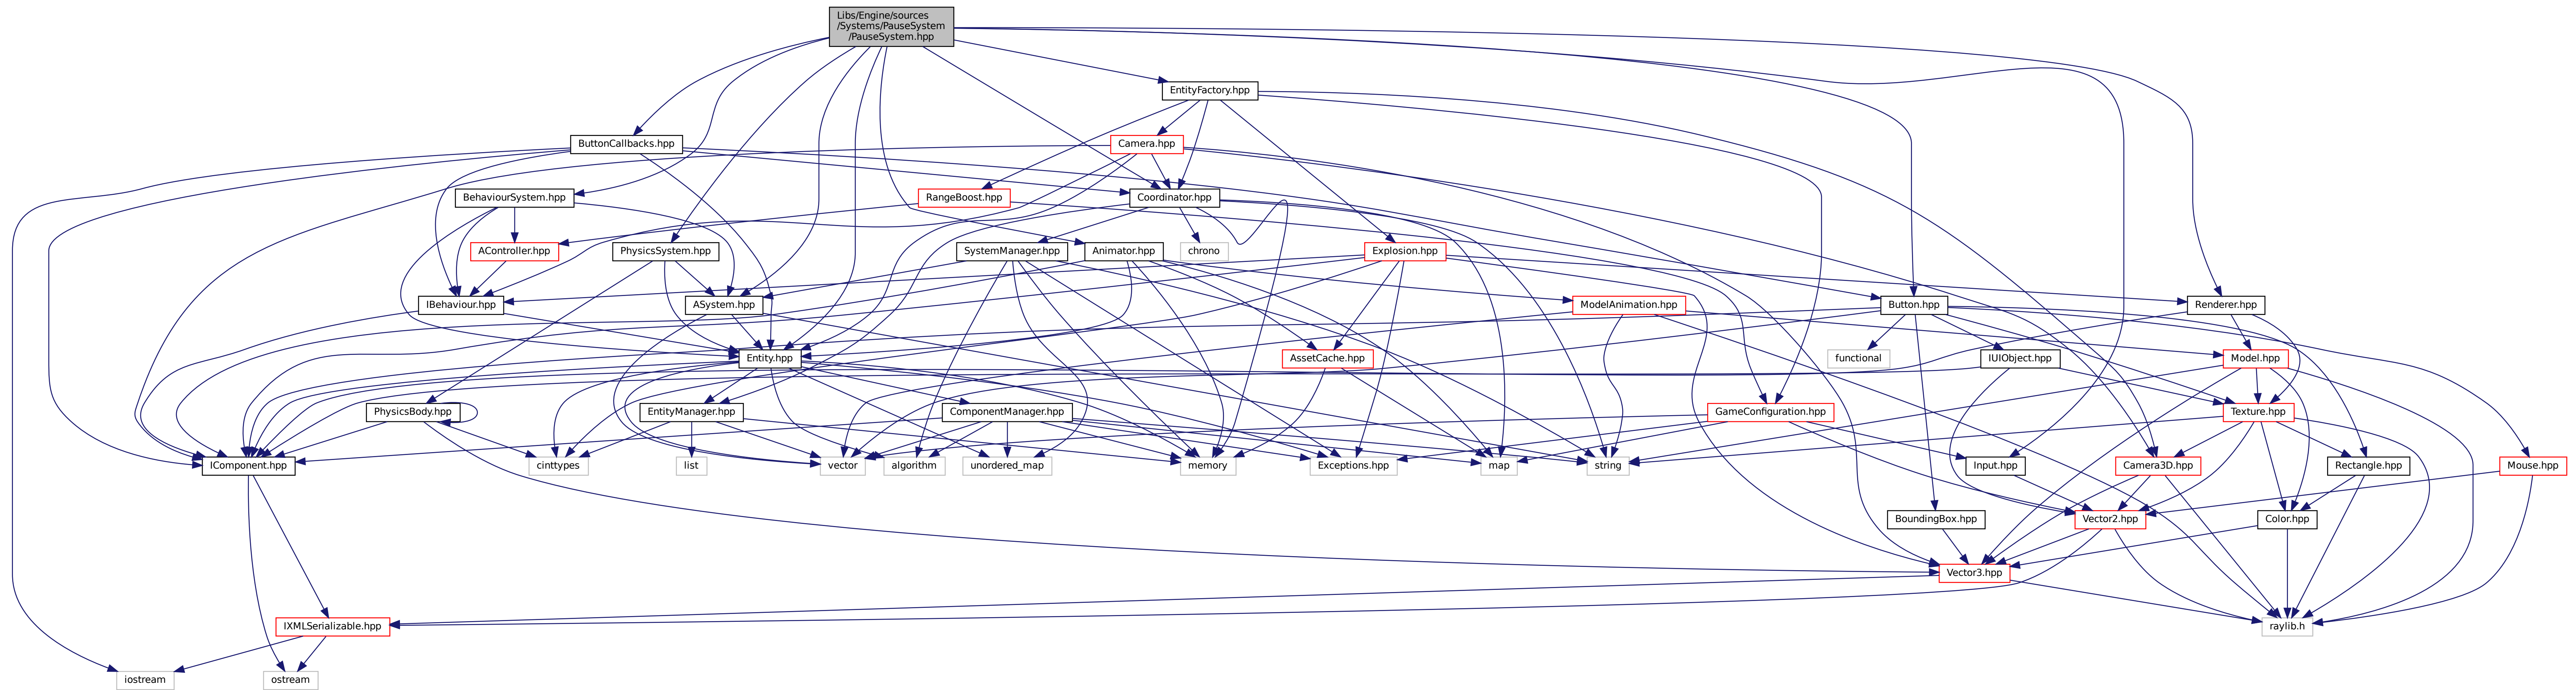 Libs/Engine/sources
/Systems/PauseSystem
/PauseSystem.hpp
EntityFactory.hpp
ButtonCallbacks.hpp
Camera.hpp
BehaviourSystem.hpp
RangeBoost.hpp
Coordinator.hpp
AController.hpp
PhysicsSystem.hpp
SystemManager.hpp
Animator.hpp
chrono
Explosion.hpp
IBehaviour.hpp
ASystem.hpp
ModelAnimation.hpp
Button.hpp
Renderer.hpp
Entity.hpp
AssetCache.hpp
functional
IUIObject.hpp
Model.hpp
PhysicsBody.hpp
EntityManager.hpp
ComponentManager.hpp
GameConfiguration.hpp
Texture.hpp
IComponent.hpp
cinttypes
list
vector
algorithm
unordered_map
memory
Exceptions.hpp
map
string
Input.hpp
Camera3D.hpp
Rectangle.hpp
Mouse.hpp
BoundingBox.hpp
Vector2.hpp
Color.hpp
Vector3.hpp
IXMLSerializable.hpp
raylib.h
iostream
ostream